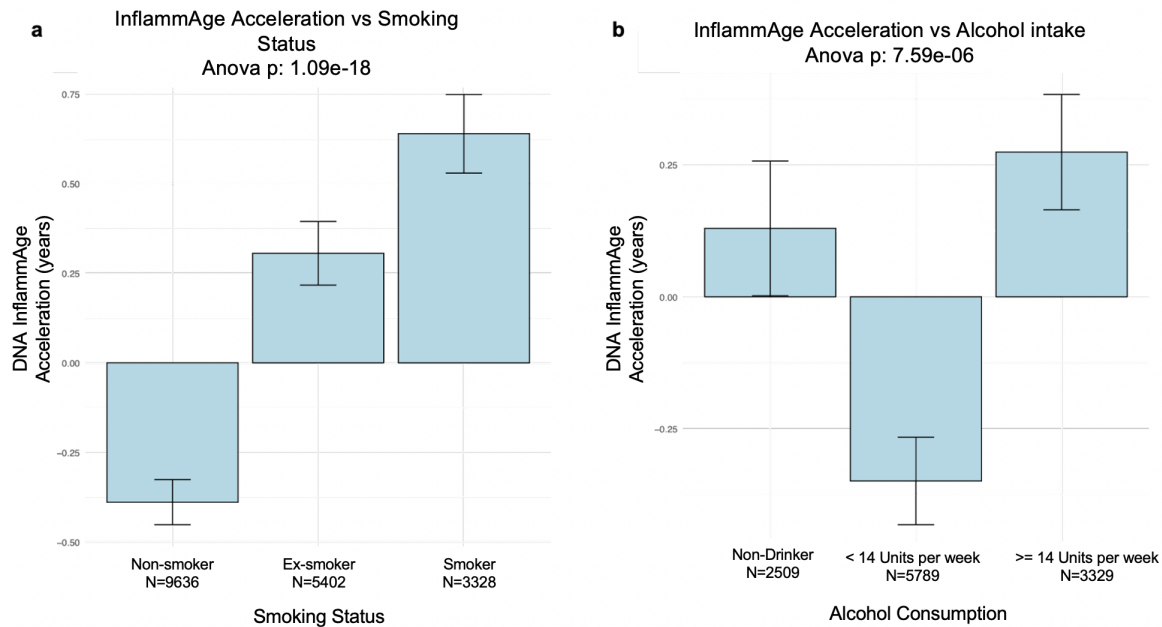 a
InflammAge Acceleration vs Smoking
Status
Anova p: 1.09e-18
DNA InflammAge
Acceleration (years)
0.75
0.50
0.25
0.00
−0.25
−0.50
Non-smoker
N=9636
Ex-smoker
N=5402
Smoker
N=3328
Smoking Status
b
InflammAge Acceleration vs Alcohol intake
Anova p: 7.59e-06
DNA InflammAge
Acceleration (years)
0.25
0.00
−0.25
Non-Drinker
N=2509
< 14 Units per week
N=5789
>= 14 Units per week
N=3329
Alcohol Consumption